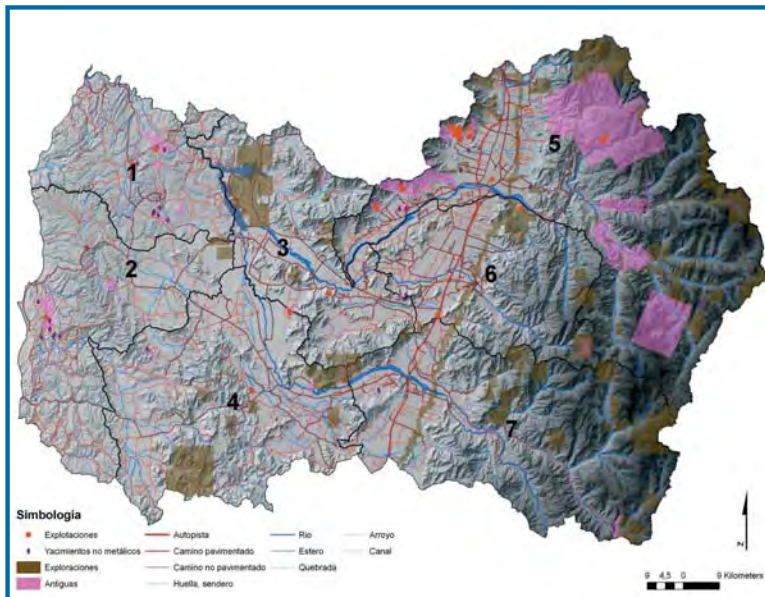 1
5
2
3
6
4
7
Simbología
Explotaciones
Yacimientos no metálicos
Exploraciones
Antiguas
Autopista
Camino pavimentado
Camino no pavimentado
Huella, sendero
Rio
Estero
Quebrada
Arroyo
Canal
N
9 4,5 0 9 Kilometers